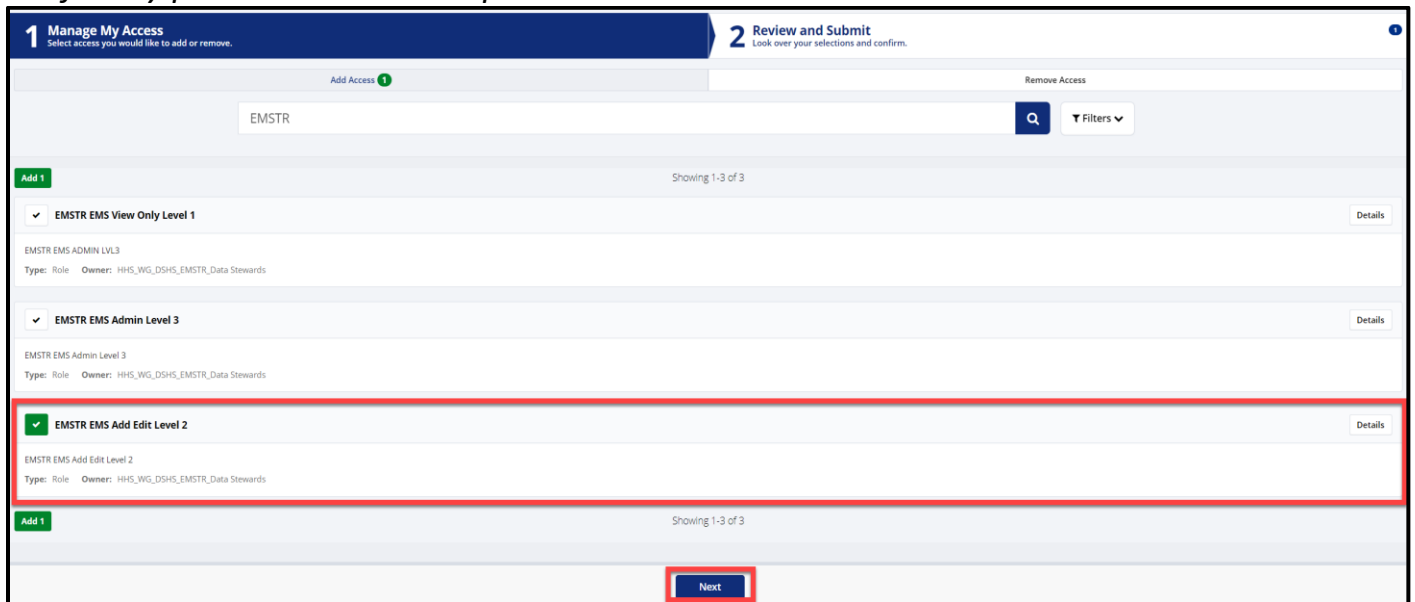 1 Manage My Access
Select access you would like to add or remove.
2 Review and Submit
Look over your selections and confirm.
1
Add Access 1
Remove Access
EMSTR
Filters
Add 1
Showing 1-3 of 3
EMSTR EMS View Only Level 1
Details
EMSTR EMS ADMIN LVL3
Type: Role Owner: HHS_WG_DSHS_EMSTR_Data Stewards
EMSTR EMS Admin Level 3
Details
EMSTR EMS Admin Level 3
Type: Role Owner: HHS_WG_DSHS_EMSTR_Data Stewards
EMSTR EMS Add Edit Level 2
Details
EMSTR EMS Add Edit Level 2
Type: Role Owner: HHS_WG_DSHS_EMSTR_Data Stewards
Add 1
Showing 1-3 of 3
Next